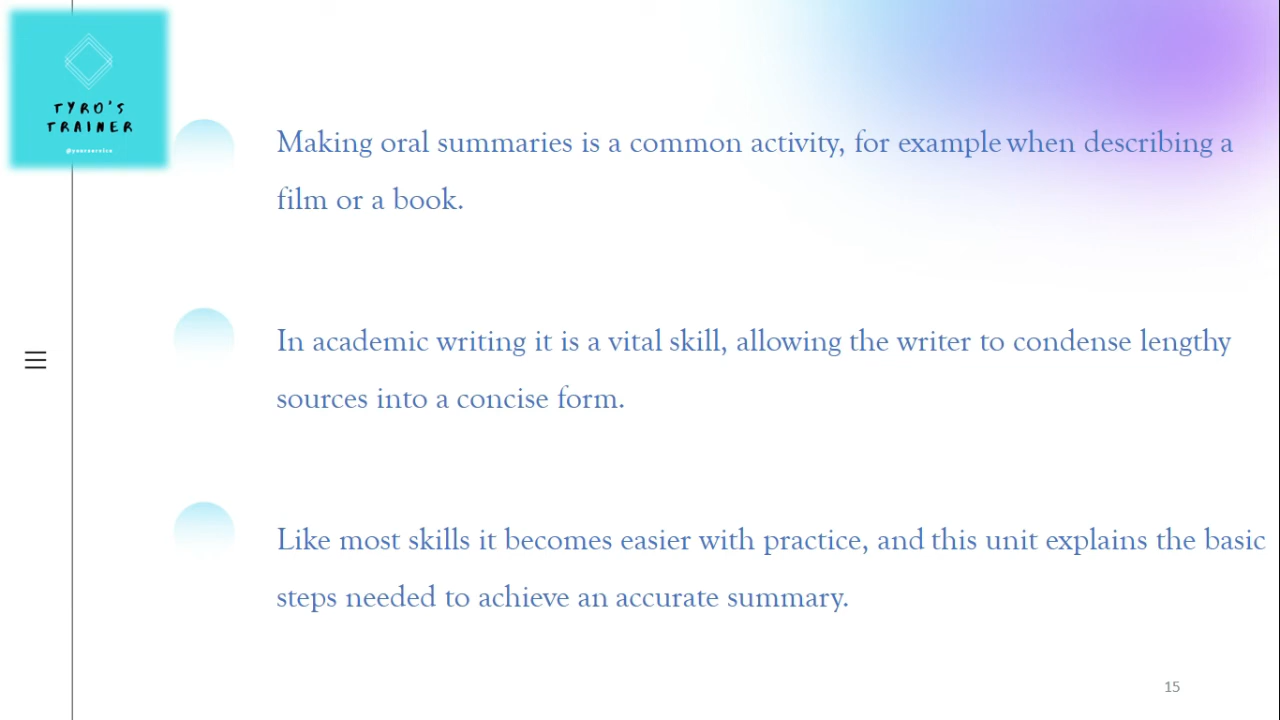 TYRO'S
TRAINER
Making oral summaries is a common activity, for example when describing a
film or a book.
In academic writing it is a vital skill, allowing the writer to condense lengthy
sources into a concise form.
Like most skills it becomes easier with practice, and this unit explains the basic
steps needed to achieve an accurate summary.
15